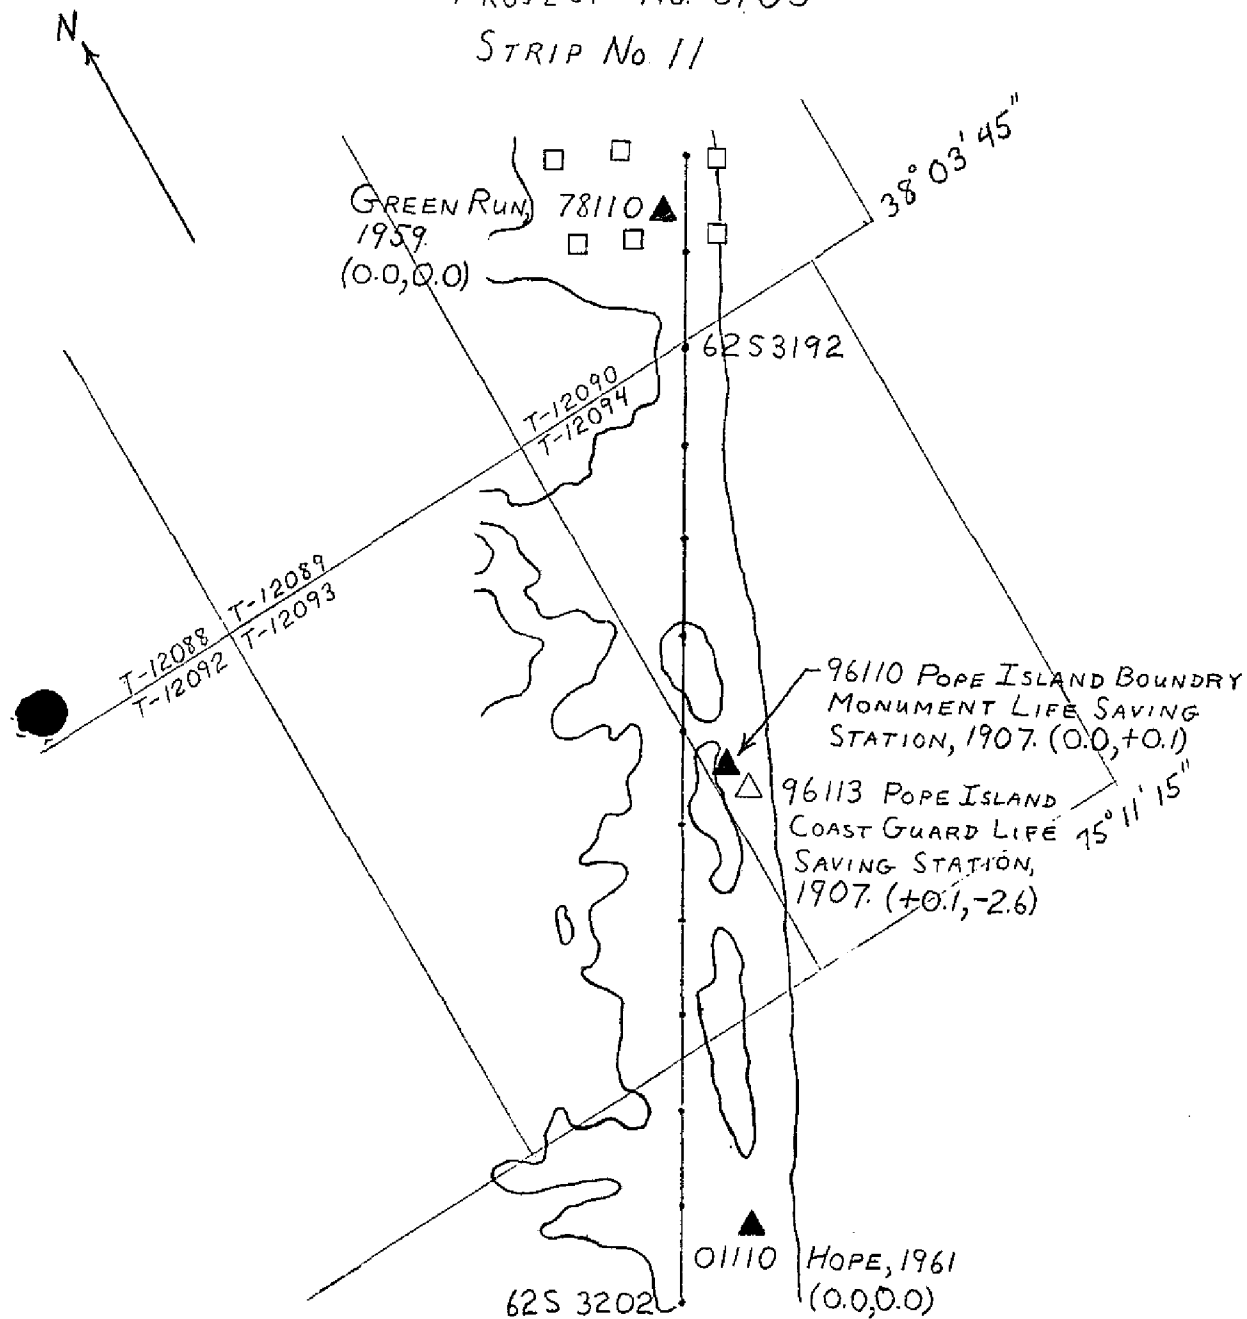 STRIP No. 11
N
38° 03' 45"
GREEN RUN, 78110
1959.
(0.0,0.0)
62S3192
T-12090
T-12094
T-12089
T-12093
T-12088
T-12092
96110 POPE ISLAND BOUNDRY
MONUMENT LIFE SAVING
STATION, 1907. (0.0,+0.1)
96113 POPE ISLAND
COAST GUARD LIFE
SAVING STATION,
1907. (+0.1,-2.6)
75° 11' 15"
01110 HOPE, 1961
(0.0,0.0)
62S 3202